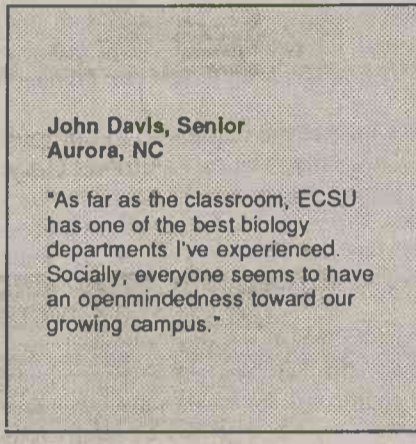 John Davis, Senior
Aurora, NC
"As far as the classroom, ECSU
has one of the best biology
departments I've experienced.
Socially, everyone seems to have
an openmindedness toward our
growing campus."